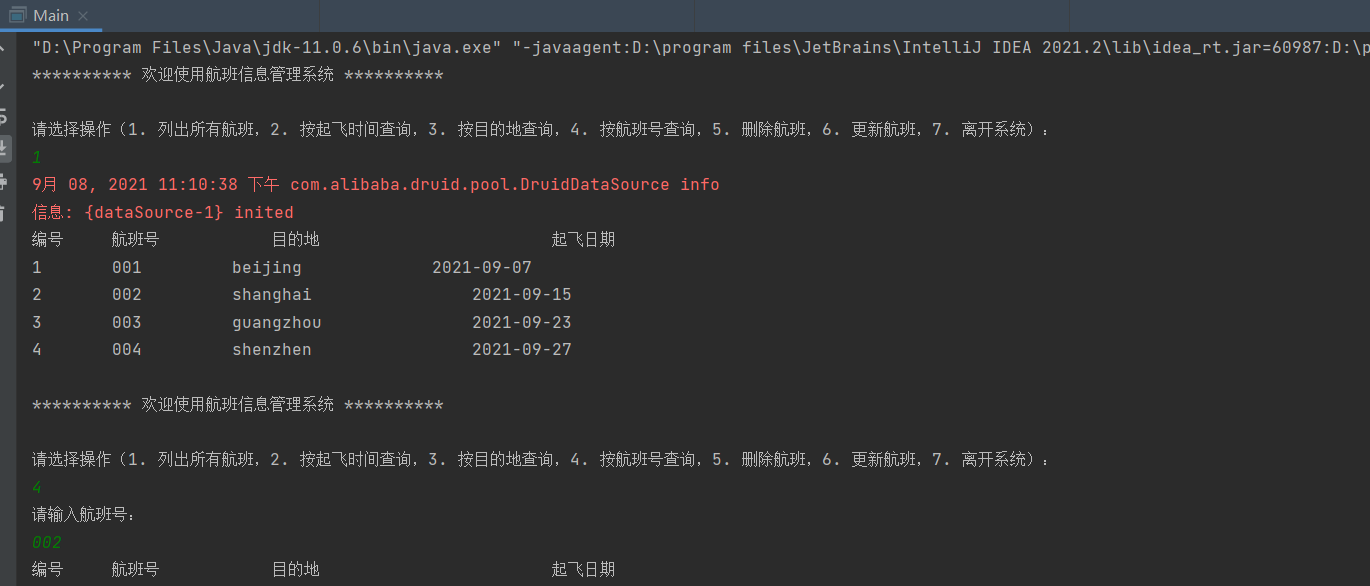 Main
"D:\Program Files\Java\jdk-11.0.6\bin\java.exe" "-javaagent:D:\program files\JetBrains\IntelliJ IDEA 2021.2\lib\idea_rt.jar=60987:D:\p
********** 欢迎使用航班信息管理系统 **********
请选择操作（1. 列出所有航班，2. 按起飞时间查询，3. 按目的地查询，4. 按航班号查询，5. 删除航班，6. 更新航班，7. 离开系统）：
1
9月 08, 2021 11:10:38 下午 com.alibaba.druid.pool.DruidDataSource info
信息: {dataSource-1} inited
编号 航班号 目的地 起飞日期
1 001 beijing 2021-09-07
2 002 shanghai 2021-09-15
3 003 guangzhou 2021-09-23
4 004 shenzhen 2021-09-27
********** 欢迎使用航班信息管理系统 **********
请选择操作（1. 列出所有航班，2. 按起飞时间查询，3. 按目的地查询，4. 按航班号查询，5. 删除航班，6. 更新航班，7. 离开系统）：
4
请输入航班号：
002
编号 航班号 目的地 起飞日期